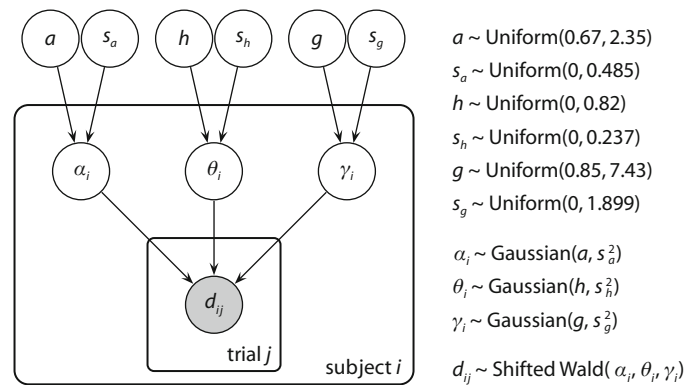 a s_a h s_h g s_g
α_i θ_i γ_i
d_ij
trial j
subject i
a ~ Uniform(0.67, 2.35)
s_a ~ Uniform(0, 0.485)
h ~ Uniform(0, 0.82)
s_h ~ Uniform(0, 0.237)
g ~ Uniform(0.85, 7.43)
s_g ~ Uniform(0, 1.899)
α_i ~ Gaussian(a, s_a^2)
θ_i ~ Gaussian(h, s_h^2)
γ_i ~ Gaussian(g, s_g^2)
d_ij ~ Shifted Wald( α_i, θ_i, γ_i)